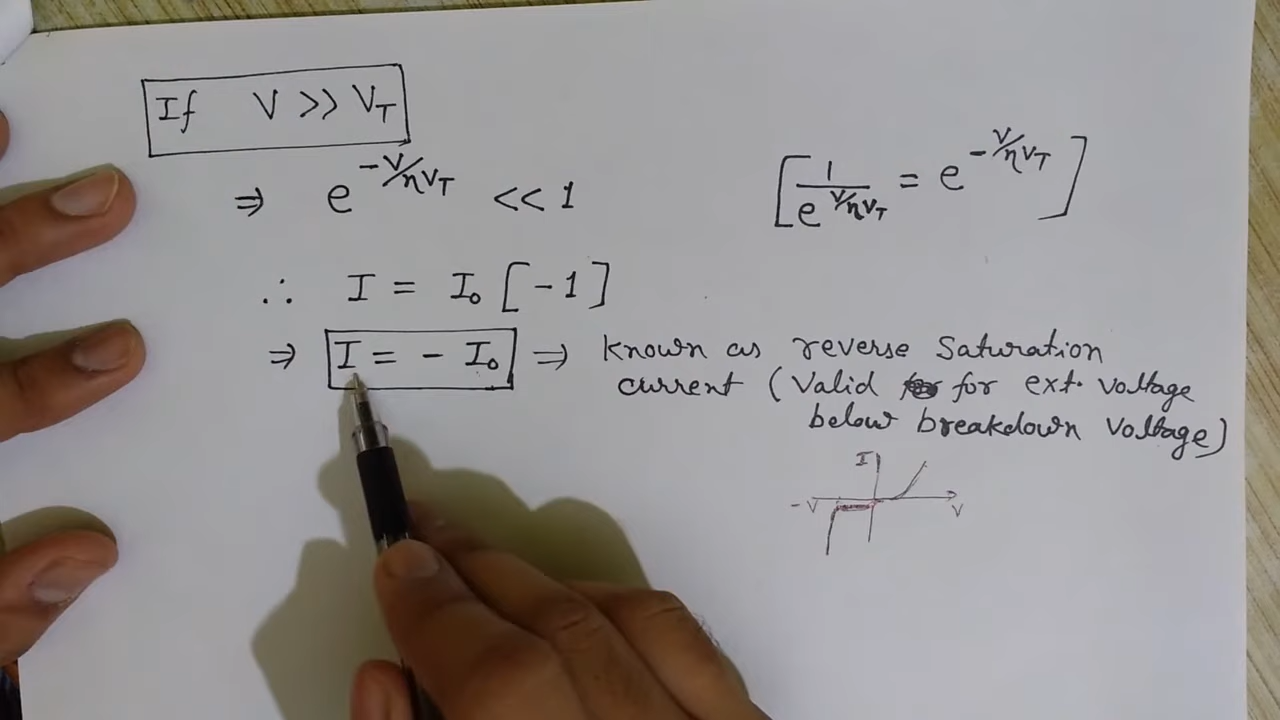 If V >> V_T
⇒ e^{-V/ηV_T} << 1
[1/e^{V/ηV_T} = e^{-V/ηV_T}]
∴ I = I₀ [-1]
⇒ I = - I₀ ⇒ Known as reverse saturation
current (Valid for ext. voltage
below breakdown voltage)
I
-V V